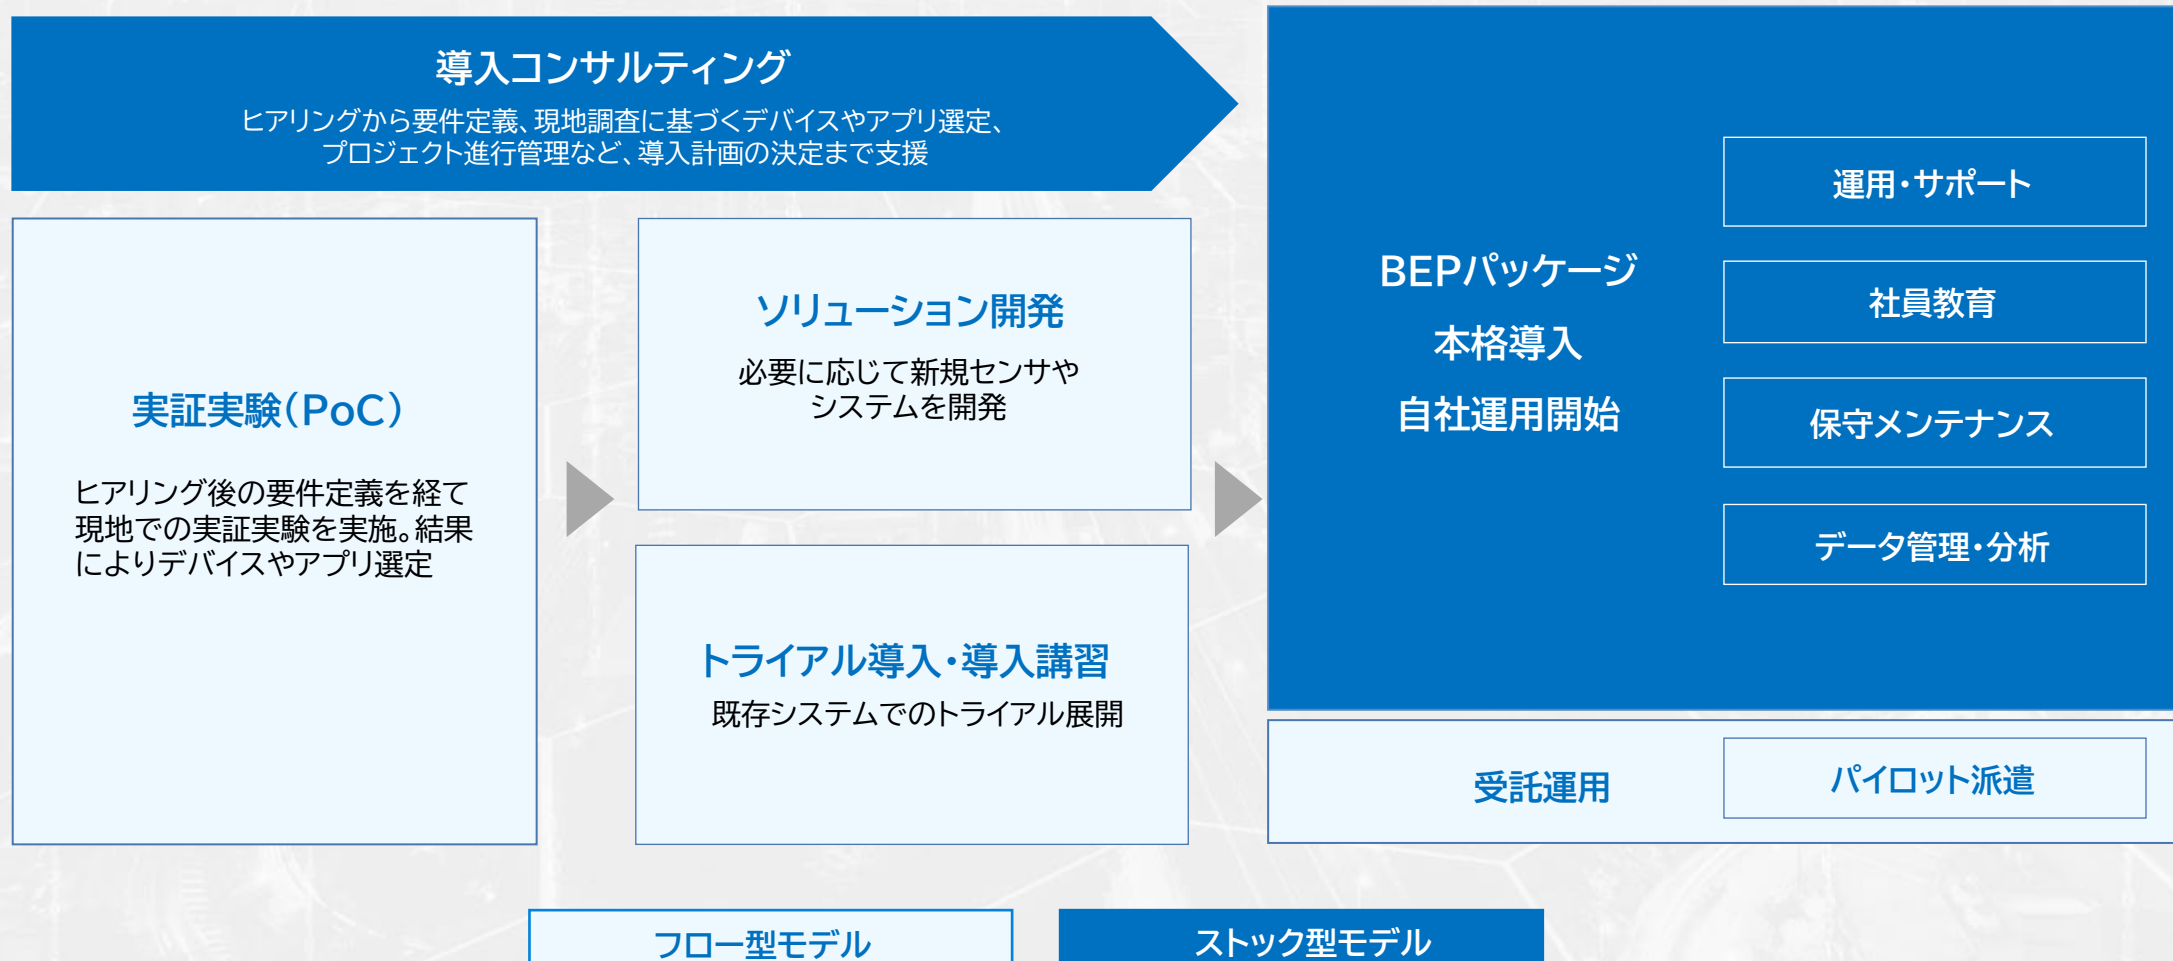 導入コンサルティング
ヒアリングから要件定義、現地調査に基づくデバイスやアプリ選定、
プロジェクト進行管理など、導入計画の決定まで支援
実証実験(PoC)
ヒアリング後の要件定義を経て
現地での実証実験を実施。結果
によりデバイスやアプリ選定
ソリューション開発
必要に応じて新規センサや
システムを開発
トライアル導入・導入講習
既存システムでのトライアル展開
BEPパッケージ
本格導入
自社運用開始
運用・サポート
社員教育
保守メンテナンス
データ管理・分析
受託運用
パイロット派遣
フロー型モデル
ストック型モデル